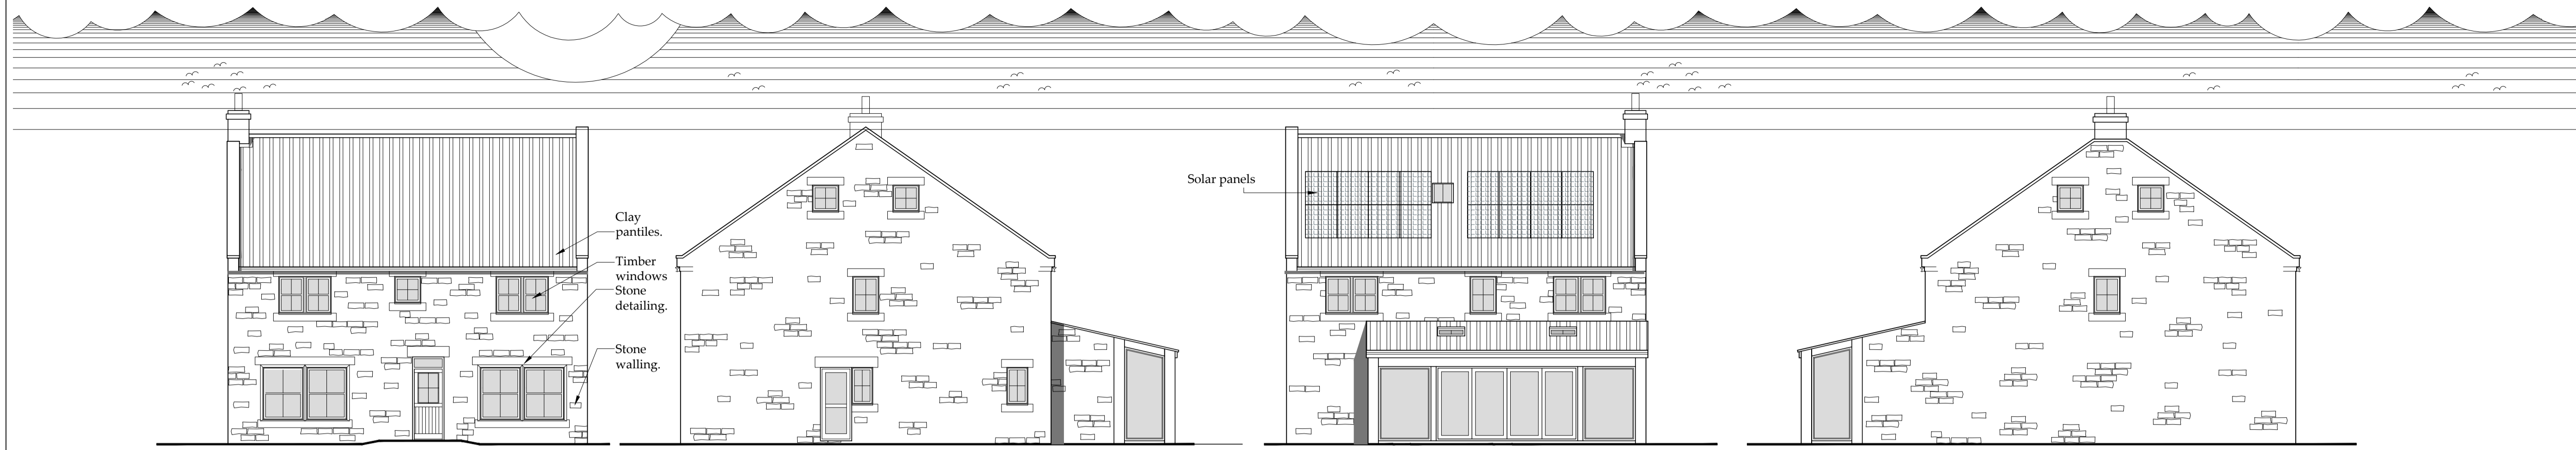 Clay
pantiles.
Timber
windows
Stone
detailing.
Stone
walling.
Solar panels